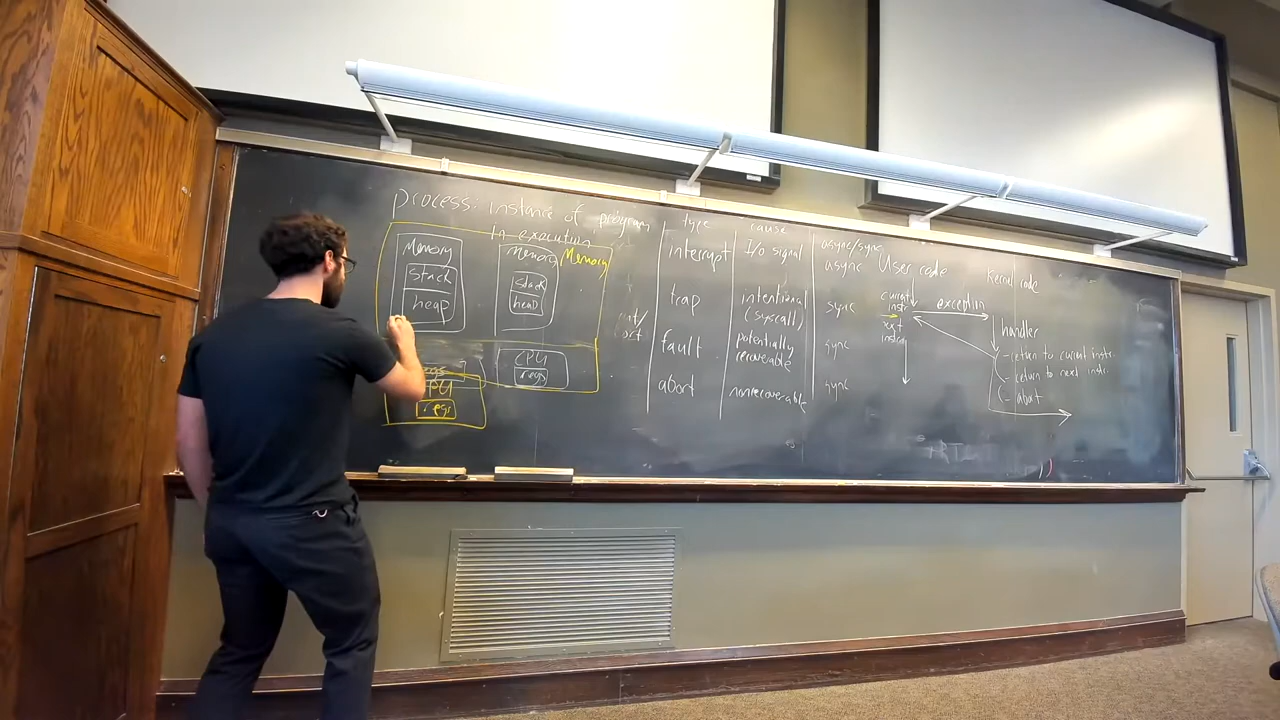 process: instance of program
in execution
Memory
stack
heap
Memory
stack
heap
Memory
regs
CPU
regs
CPU
regs
type
cause
async/sync
interrupt
I/o signal
async
trap
intentional
(syscall)
sync
fault
potentially
recoverable
sync
abort
nonrecoverable
sync
User code
Kernel code
current
instr.
exception
instr
handler
- return to current instr.
- return to next instr.
- abort